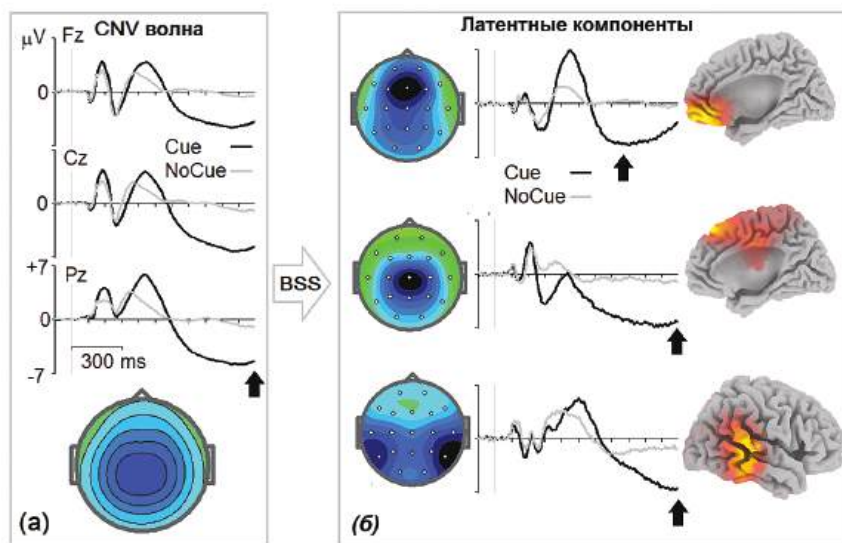 CNV волна
μV
Fz
0
Cue
NoCue
Cz
0
+7
Pz
0
300 ms
-7
(а)
BSS
Латентные компоненты
Cue
NoCue
(б)